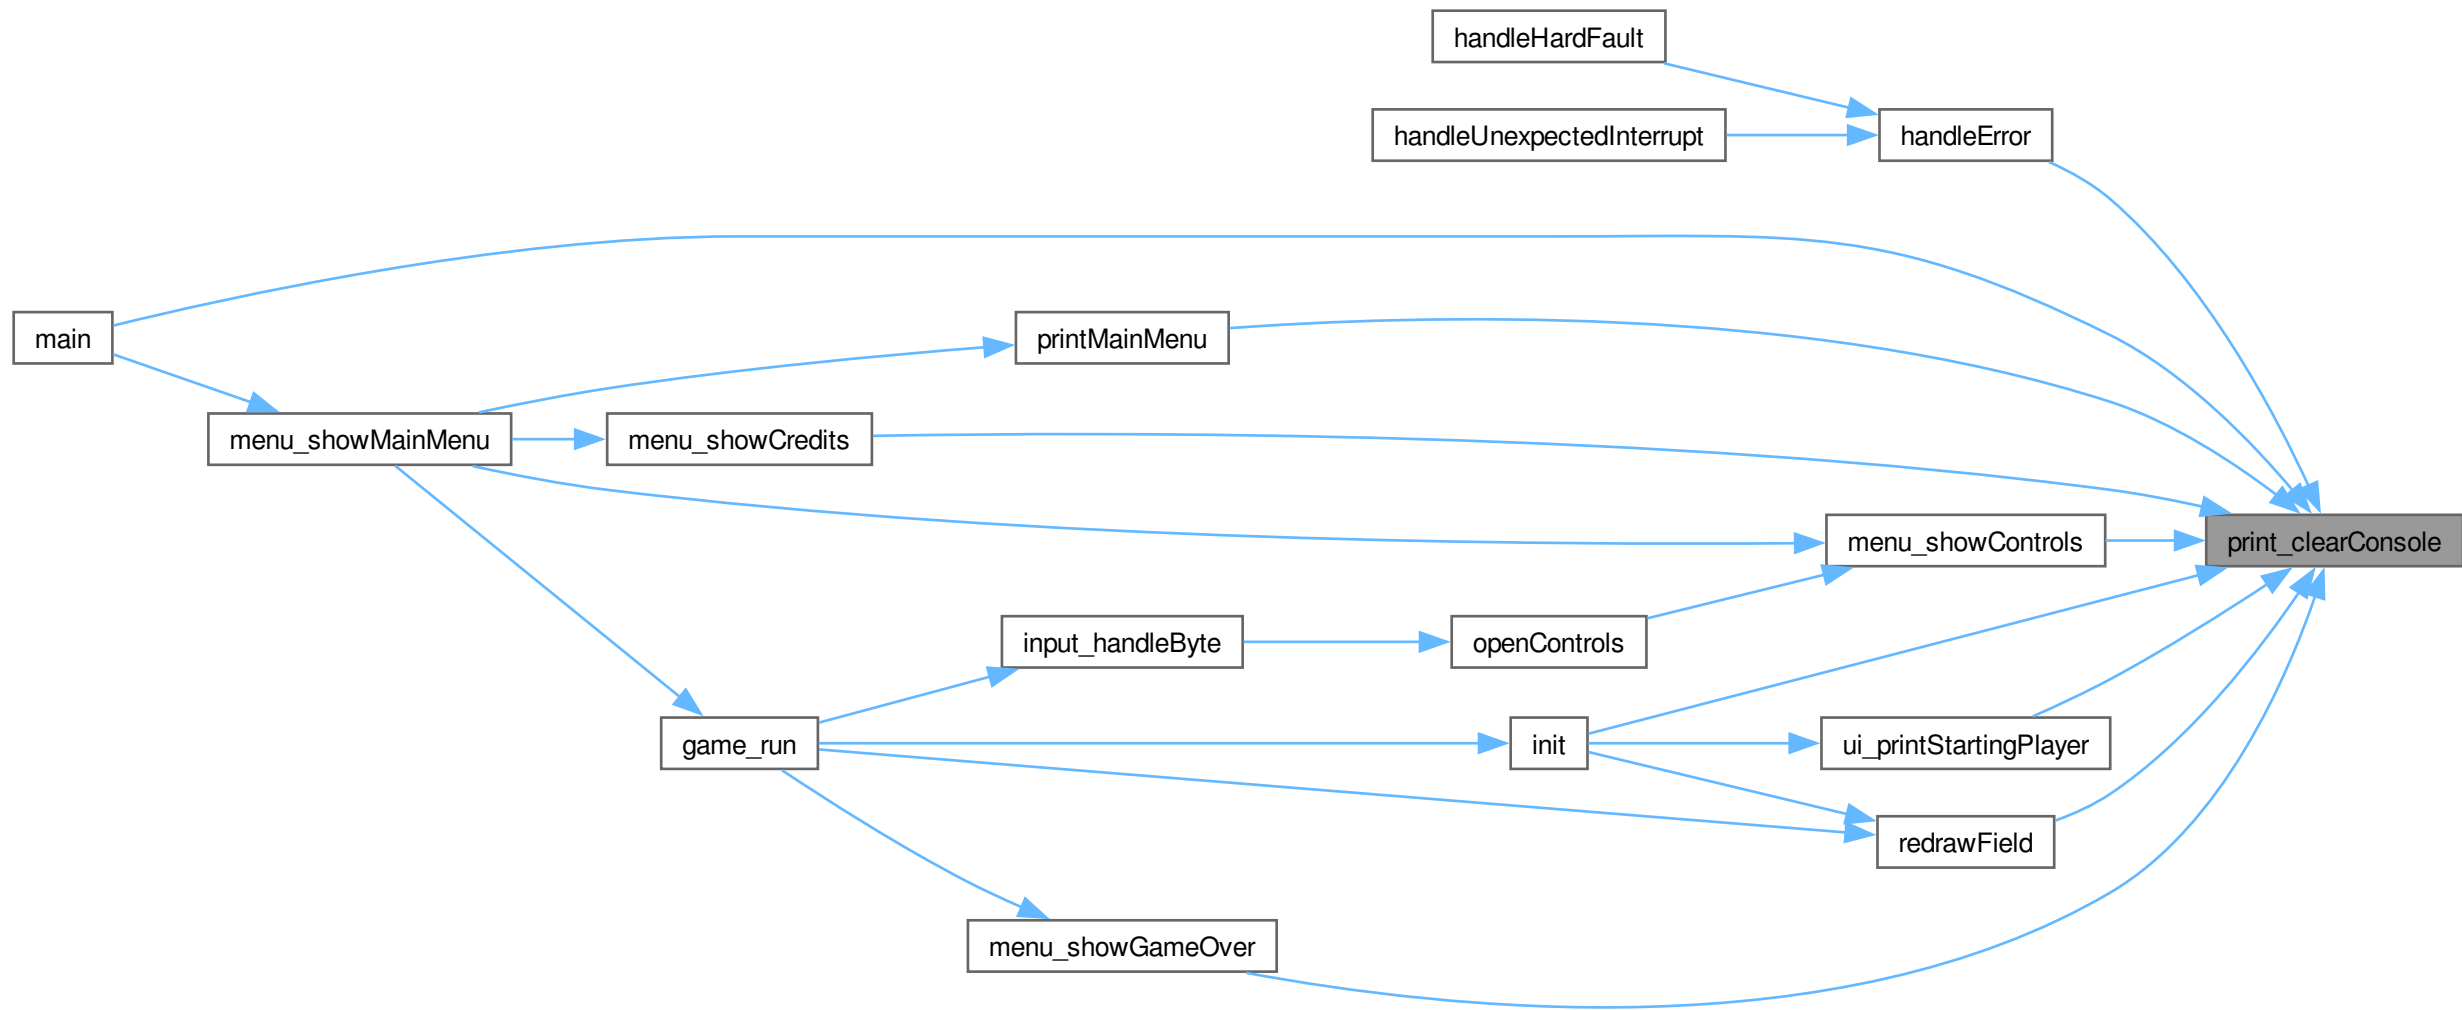 handleHardFault
handleUnexpectedInterrupt
handleError
main
printMainMenu
menu_showMainMenu
menu_showCredits
menu_showControls
print_clearConsole
input_handleByte
openControls
game_run
init
ui_printStartingPlayer
redrawField
menu_showGameOver